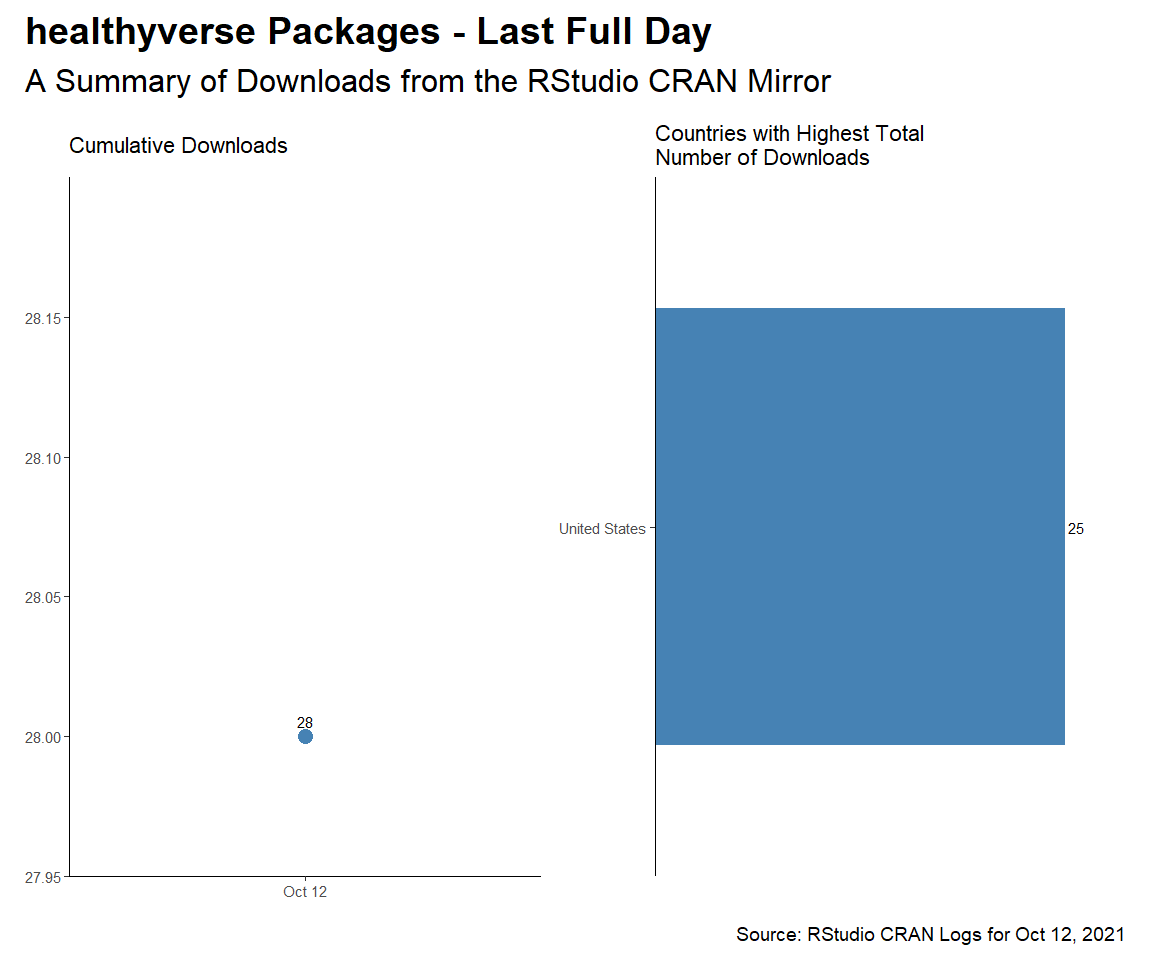 healthyverse Packages - Last Full Day
A Summary of Downloads from the RStudio CRAN Mirror
Cumulative Downloads
28.15
28.10
28.05
28.00
27.95
28
Oct 12
Countries with Highest Total
Number of Downloads
United States
25
Source: RStudio CRAN Logs for Oct 12, 2021